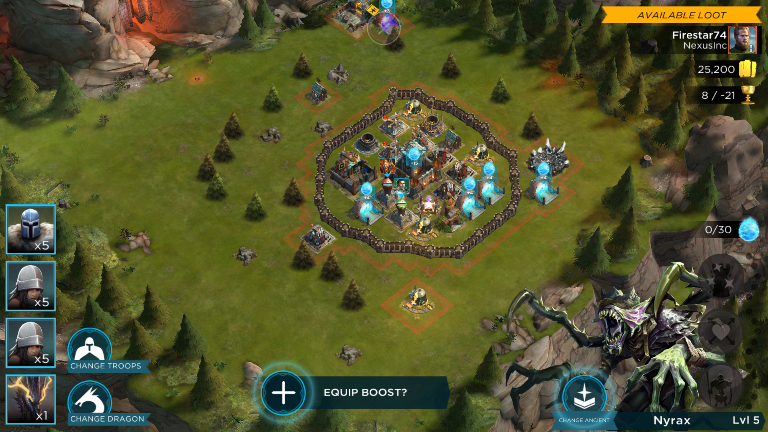 AVAILABLE LOOT
Firestar74
NexusInc
25,200
8 / -21
0/30
x5
x5
x5
x1
CHANGE TROOPS
CHANGE DRAGON
EQUIP BOOST?
CHANGE ANCIENT
Nyrax
Lvl 5